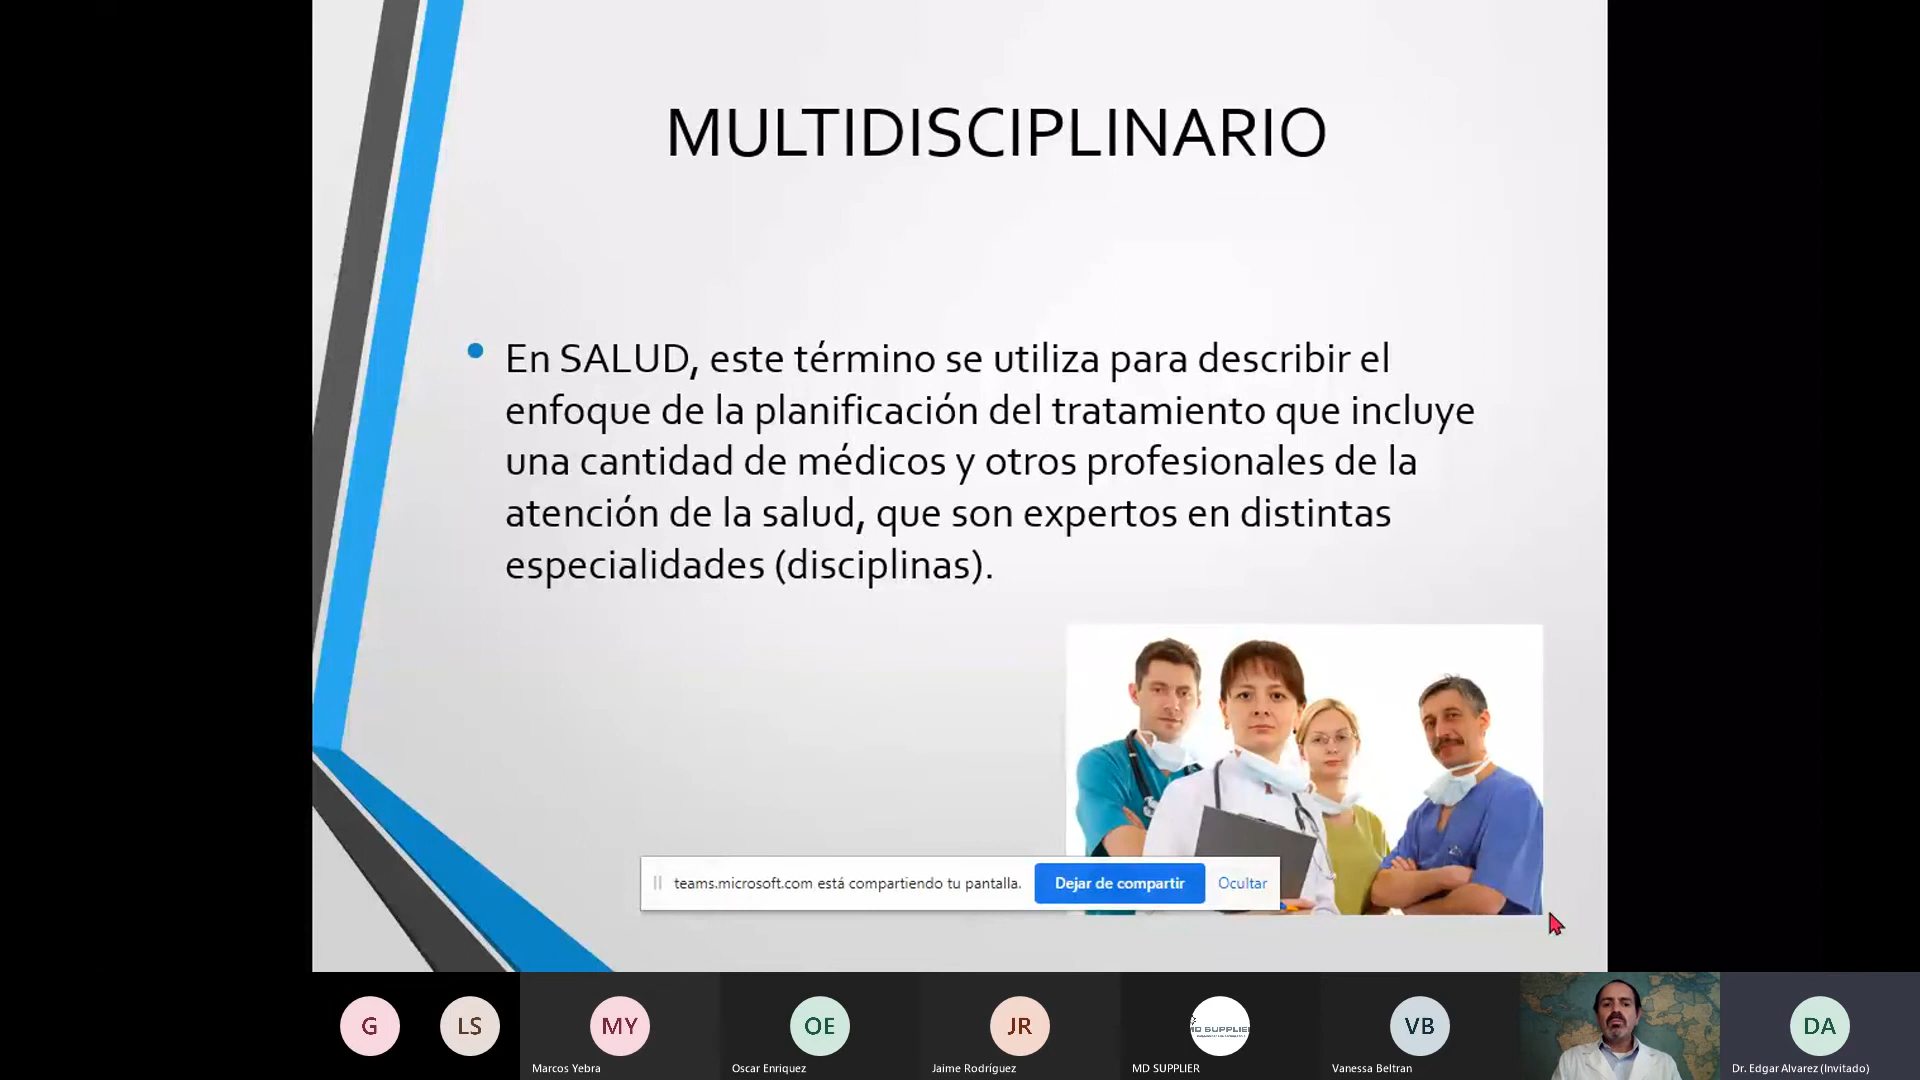 MULTIDISCIPLINARIO
• En SALUD, este término se utiliza para describir el
enfoque de la planificación del tratamiento que incluye
una cantidad de médicos y otros profesionales de la
atención de la salud, que son expertos en distintas
especialidades (disciplinas).
teams.microsoft.com está compartiendo tu pantalla.
Dejar de compartir
Ocultar
G
LS
MY
OE
JR
MD SUPPLIER
VB
DA
Marcos Yebra
Oscar Enriquez
Jaime Rodríguez
MD SUPPLIER
Vanessa Beltran
Dr. Edgar Alvarez (Invitado)